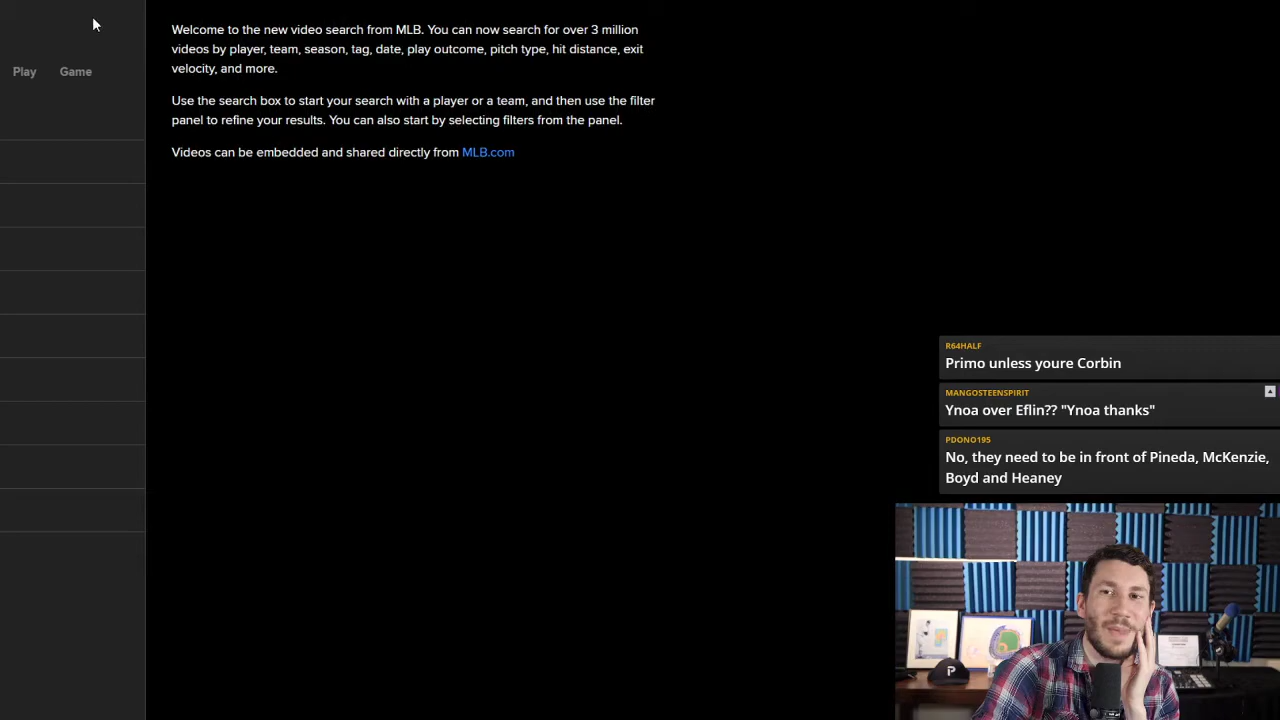 Welcome to the new video search from MLB. You can now search for over 3 million
videos by player, team, season, tag, date, play outcome, pitch type, hit distance, exit
velocity, and more.
Play
Game
Use the search box to start your search with a player or a team, and then use the filter
panel to refine your results. You can also start by selecting filters from the panel.
Videos can be embedded and shared directly from MLB.com
R64HALF
Primo unless youre Corbin
MANGOSTEENSPIRIT
Ynoa over Eflin?? "Ynoa thanks"
PDONO195
No, they need to be in front of Pineda, McKenzie,
Boyd and Heaney
P